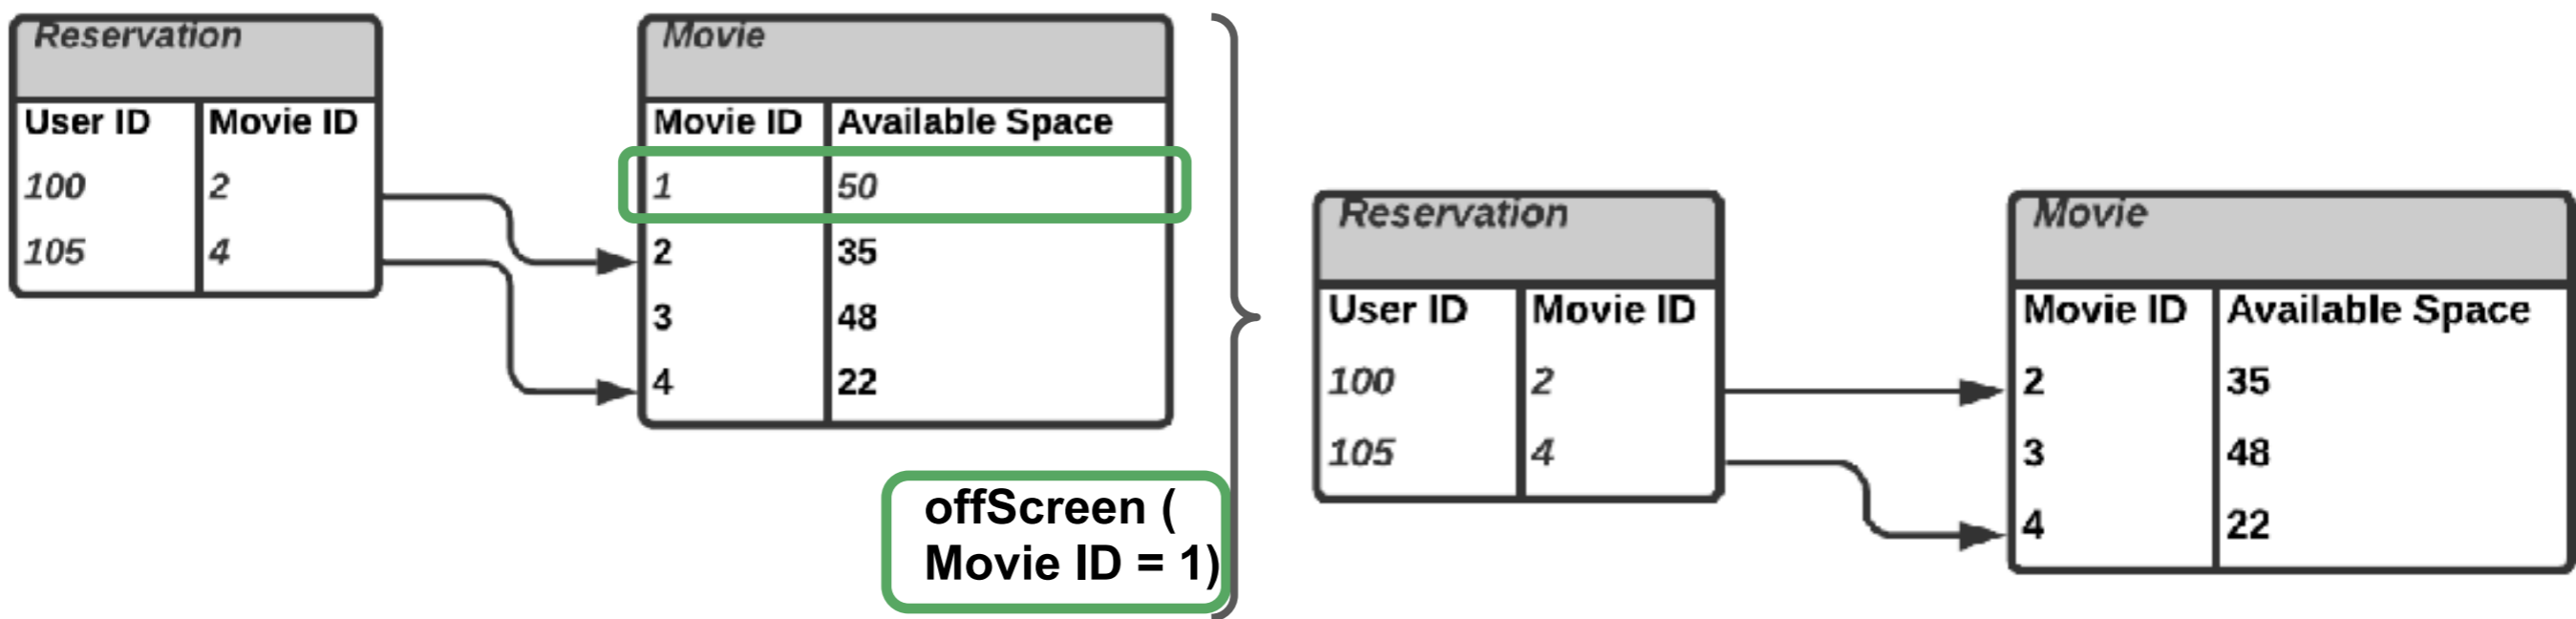 Reservation
User ID Movie ID
100 2
105 4
Movie
Movie ID Available Space
1 50
2 35
3 48
4 22
offScreen (
Movie ID = 1)
Reservation
User ID Movie ID
100 2
105 4
Movie
Movie ID Available Space
2 35
3 48
4 22